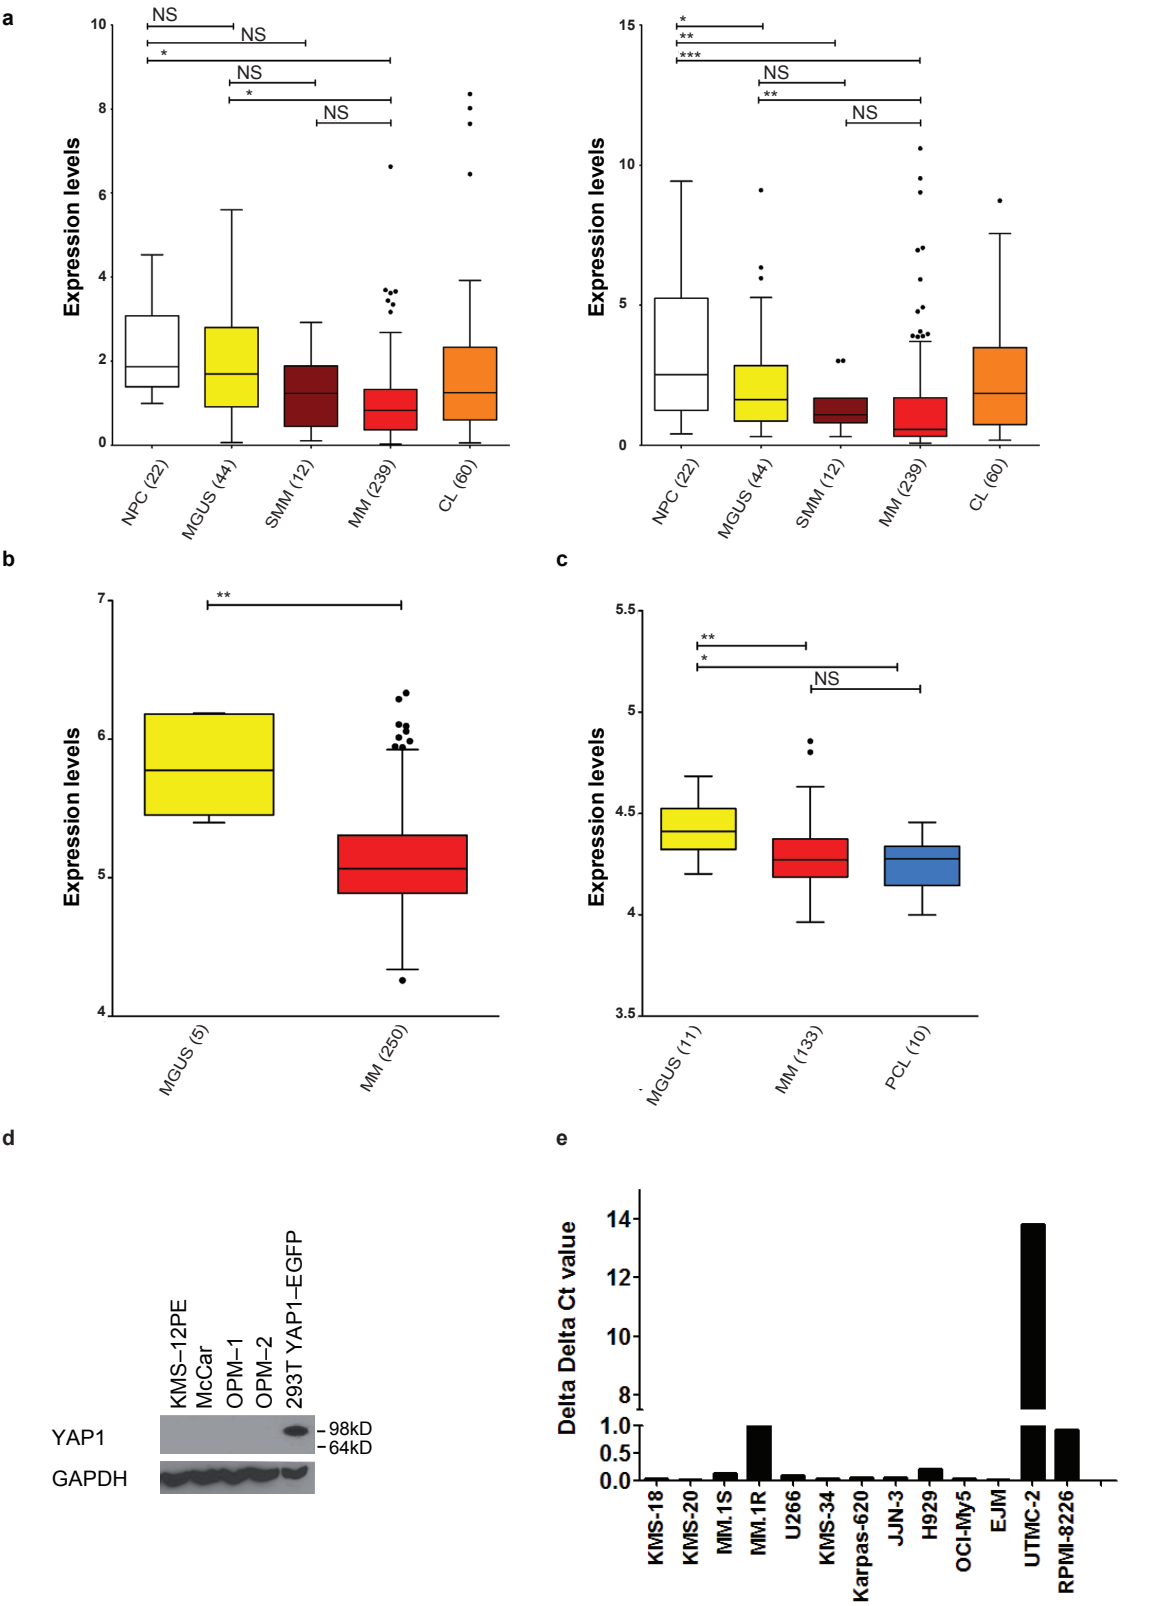 a
NS
NS
*
NS
*
NS
10
8
6
4
2
0
Expression levels
NPC (22)
MGUS (44)
SMM (12)
MM (239)
CL (60)
*
**
***
NS
**
NS
15
10
5
0
Expression levels
NPC (22)
MGUS (44)
SMM (12)
MM (239)
CL (60)
b
**
7
6
5
4
Expression levels
MGUS (5)
MM (250)
c
**
*
NS
5.5
5
4.5
4
3.5
Expression levels
MGUS (11)
MM (133)
PCL (10)
d
KMS–12PE
McCar
OPM–1
OPM–2
293T YAP1–EGFP
YAP1
98kD
64kD
GAPDH
e
Delta Delta Ct value
14
12
10
8
1.0
0.5
0.0
KMS-18
KMS-20
MM.1S
MM.1R
U266
KMS-34
Karpas-620
JJN-3
H929
OCI-My5
EJM
UTMC-2
RPMI-8226